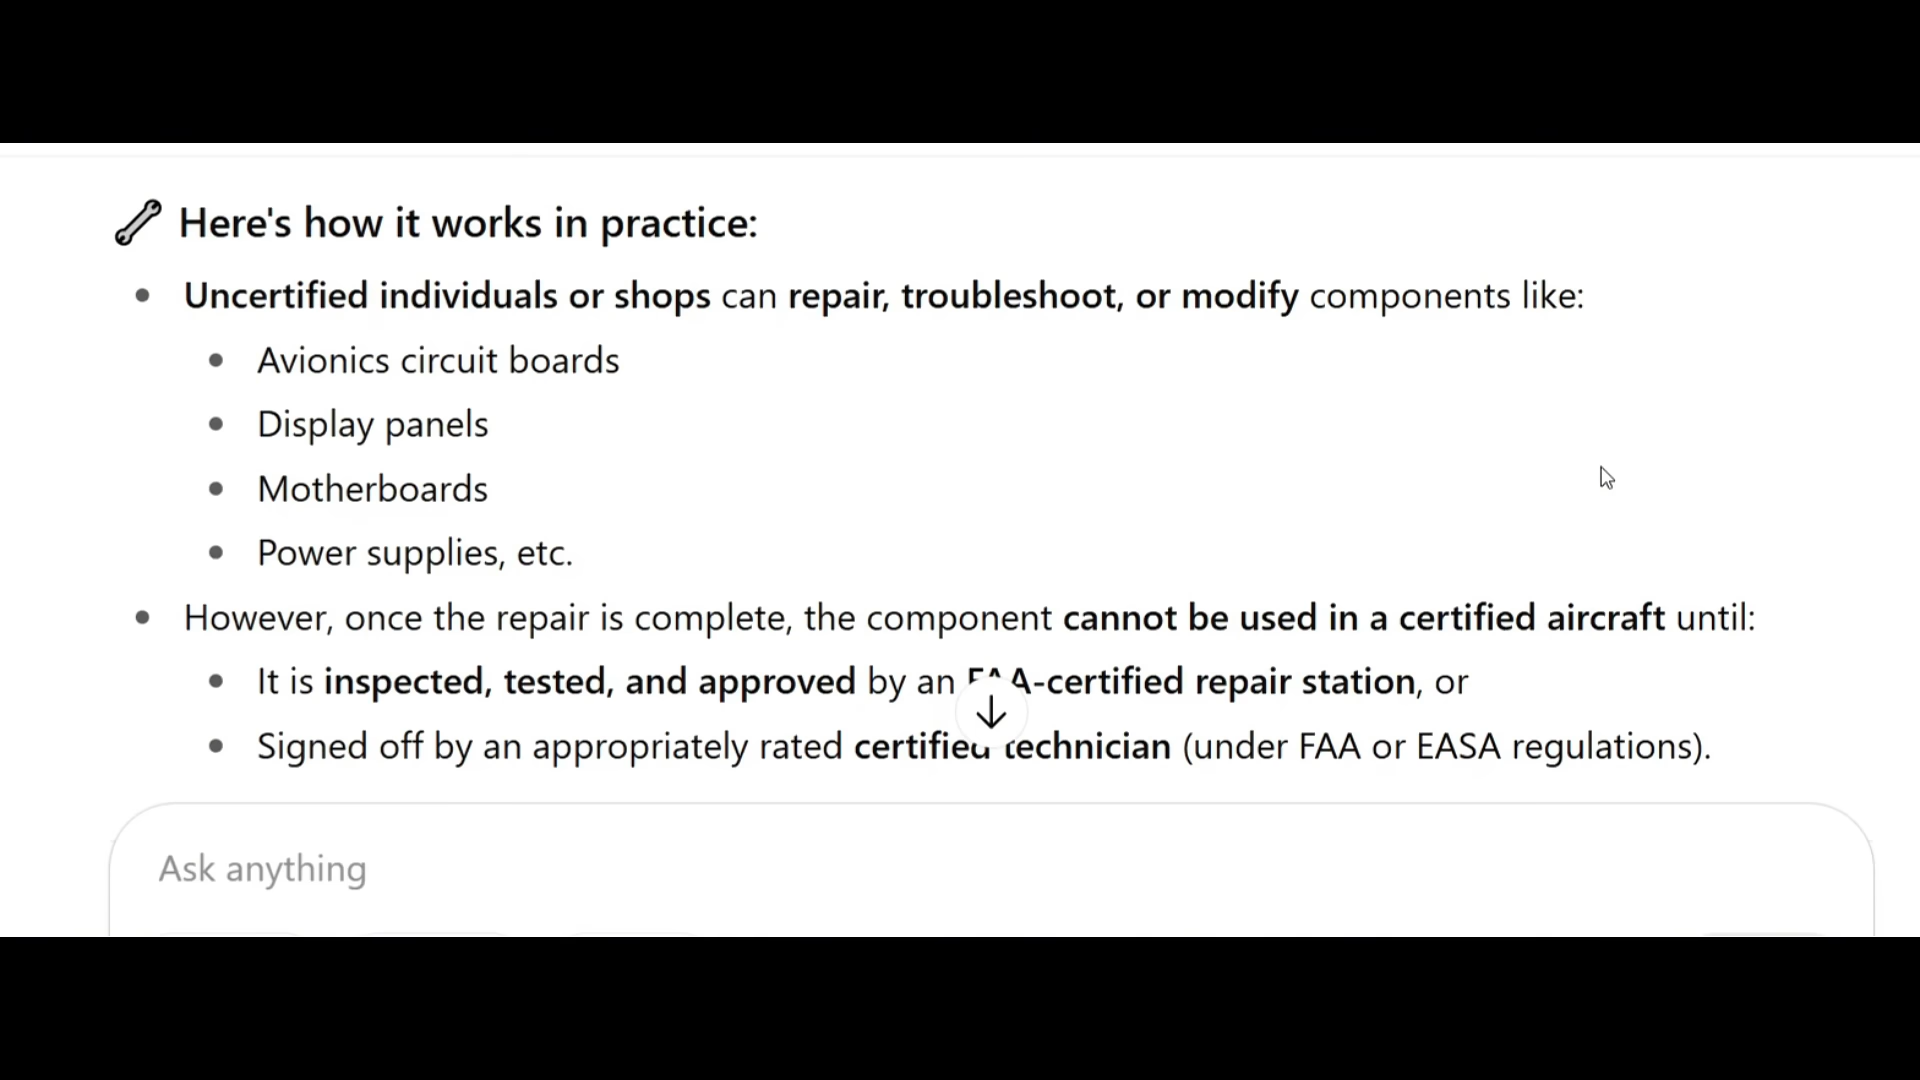 Here's how it works in practice:
Uncertified individuals or shops can repair, troubleshoot, or modify components like:
Avionics circuit boards
Display panels
Motherboards
Power supplies, etc.
However, once the repair is complete, the component cannot be used in a certified aircraft until:
It is inspected, tested, and approved by an FAA-certified repair station, or
Signed off by an appropriately rated certified technician (under FAA or EASA regulations).
Ask anything